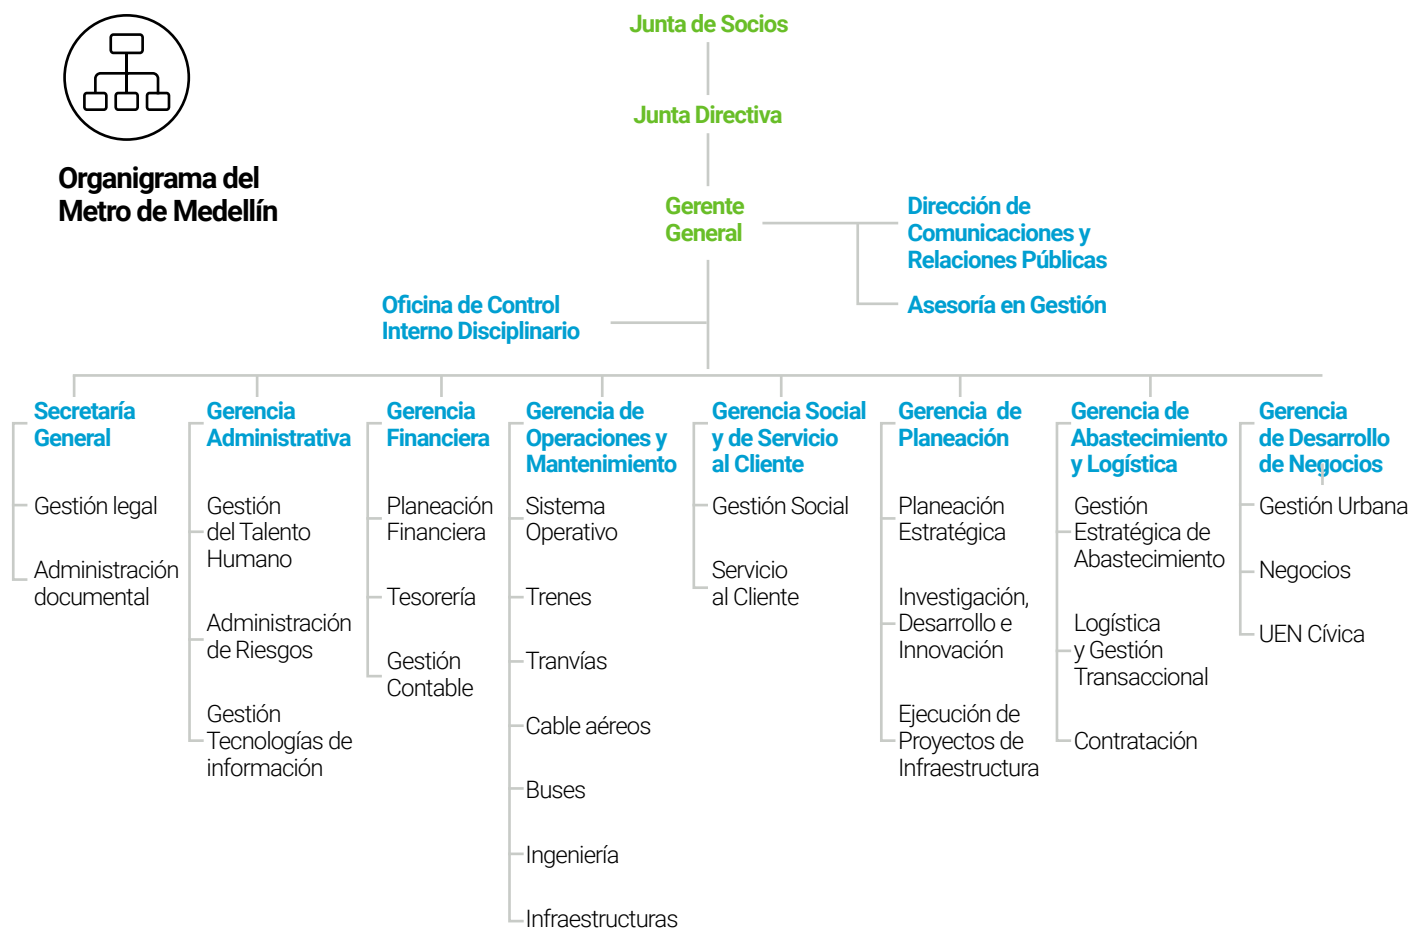 Organigrama del
Metro de Medellín
Junta de Socios
Junta Directiva
Gerente
General
Dirección de
Comunicaciones y
Relaciones Públicas
Asesoría en Gestión
Oficina de Control
Interno Disciplinario
Secretaría
General
Gestión legal
Administración
documental
Gerencia
Administrativa
Gestión
del Talento
Humano
Administración
de Riesgos
Gestión
Tecnologías de
información
Gerencia
Financiera
Planeación
Financiera
Tesorería
Gestión
Contable
Gerencia de
Operaciones y
Mantenimiento
Sistema
Operativo
Trenes
Tranvías
Cable aéreos
Buses
Ingeniería
Infraestructuras
Gerencia Social
y de Servicio
al Cliente
Gestión Social
Servicio
al Cliente
Gerencia de
Planeación
Planeación
Estratégica
Investigación,
Desarrollo e
Innovación
Ejecución de
Proyectos de
Infraestructura
Gerencia de
Abastecimiento
y Logística
Gestión
Estratégica de
Abastecimiento
Logística
y Gestión
Transaccional
Contratación
Gerencia
de Desarrollo
de Negocios
Gestión Urbana
Negocios
UEN Cívica